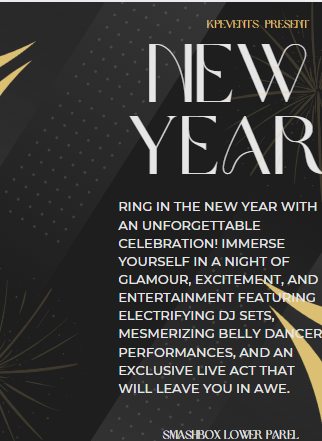 KPEVENTS PRESENT
NEW
YEAR
RING IN THE NEW YEAR WITH
AN UNFORGETTABLE
CELEBRATION! IMMERSE
YOURSELF IN A NIGHT OF
GLAMOUR, EXCITEMENT, AND
ENTERTAINMENT FEATURING
ELECTRIFYING DJ SETS,
MESMERIZING BELLY DANCER
PERFORMANCES, AND AN
EXCLUSIVE LIVE ACT THAT
WILL LEAVE YOU IN AWE.
SMASHBOX LOWER PAREL